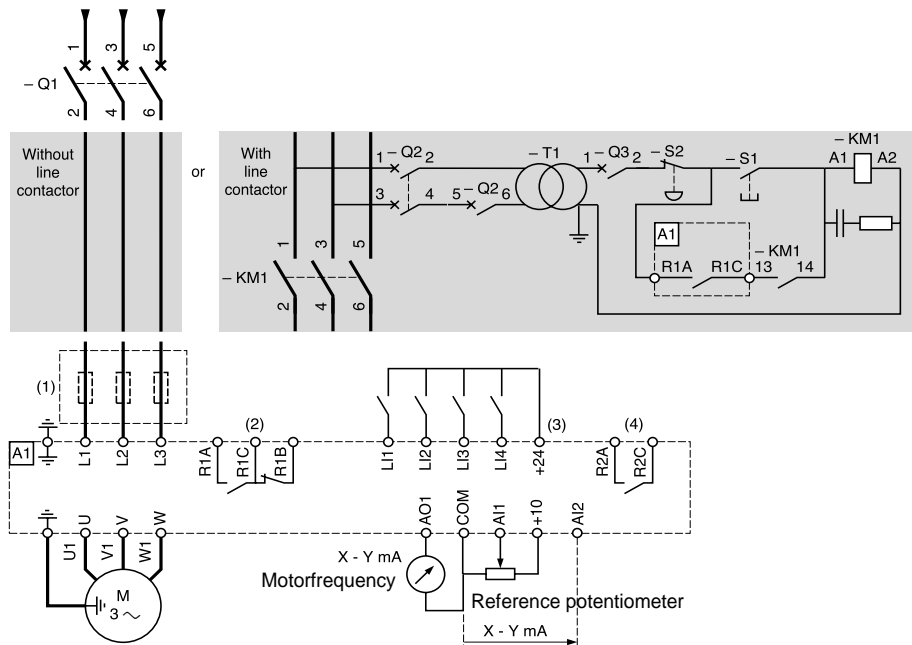 1 3 5
– Q1
2 4 6
Without
line
contactor
or
With
line
contactor
1 – Q2 2
3 4 5 – Q2 6
– T1
1 – Q3 2
– S2
– S1
– KM1
A1 A2
A1
R1A R1C
– KM1
13 14
1 3 5
– KM1
2 4 6
(1)
(2)
(3)
(4)
A1
L1
L2
L3
R1A
R1C
R1B
LI1
LI2
LI3
LI4
+24
R2A
R2C
U
V
W
AO1
COM
AI1
+10
AI2
U1
V1
W1
M
3 ~
X - Y mA
Motorfrequency
Reference potentiometer
X - Y mA